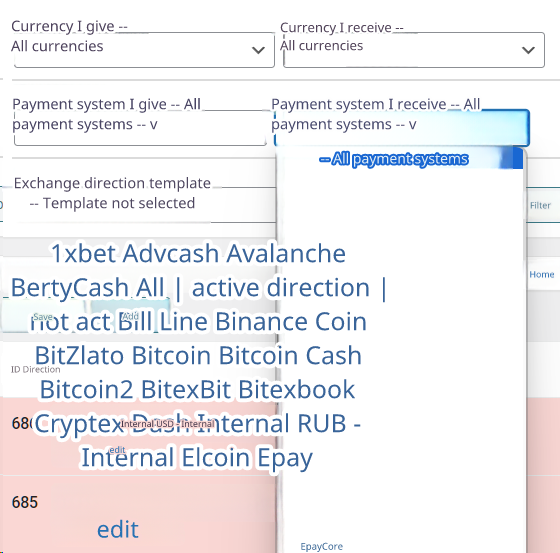 Currency I give --
All currencies
Currency I receive --
All currencies
Payment system I give -- All
payment systems -- v
Payment system I receive -- All
payment systems -- v
-- All payment systems
Exchange direction template
-- Template not selected
Filter
1xbet Advcash Avalanche
BertyCash All | active direction |
not act Bill Line Binance Coin
BitZlato Bitcoin Bitcoin Cash
Bitcoin2 BitexBit Bitexbook
Cryptex Dash Internal RUB -
Internal Elcoin Epay
Home
Save
Add
ID Direction
Internal USD - Internal
edit
685
edit
EpayCore